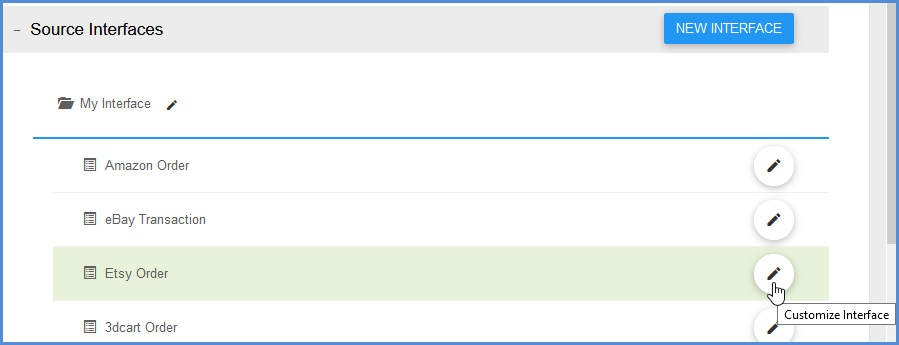 − Source Interfaces
NEW INTERFACE
My Interface
Amazon Order
eBay Transaction
Etsy Order
3dcart Order
Customize Interface